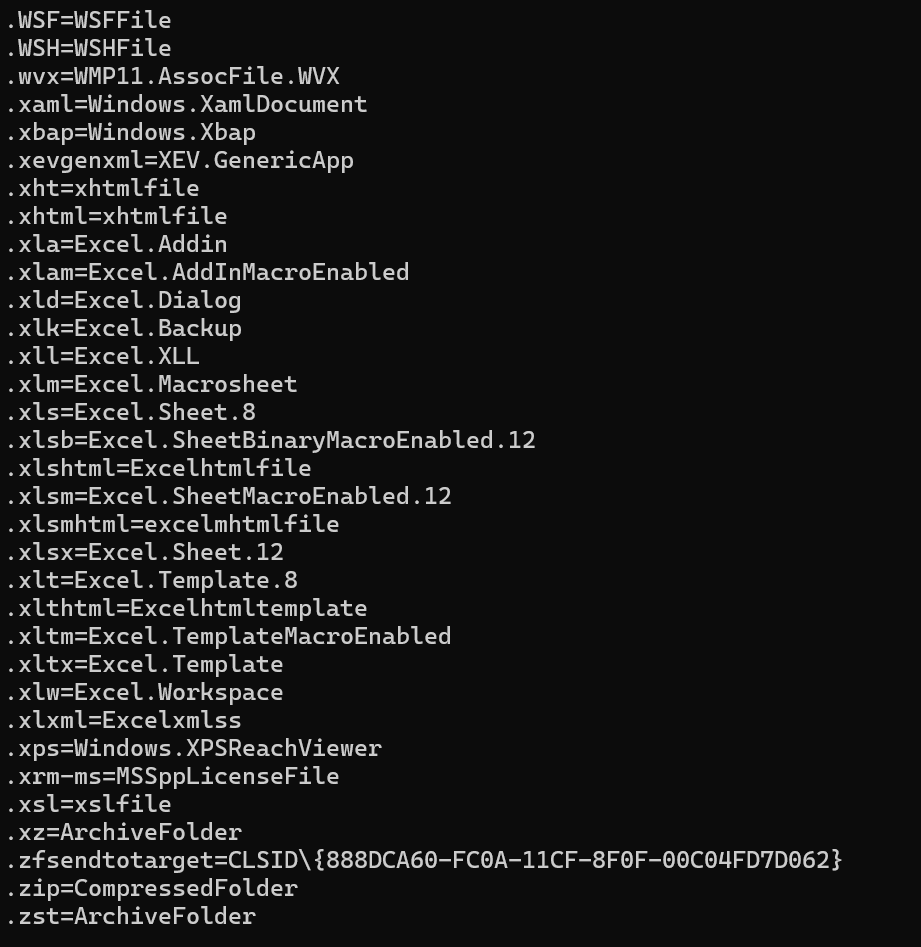 .WSF=WSFFile
.WSH=WSHFile
.wvx=WMP11.AssocFile.WVX
.xaml=Windows.XamlDocument
.xbap=Windows.Xbap
.xevgenxml=XEV.GenericApp
.xht=xhtmlfile
.xhtml=xhtmlfile
.xla=Excel.Addin
.xlam=Excel.AddInMacroEnabled
.xld=Excel.Dialog
.xlk=Excel.Backup
.xll=Excel.XLL
.xlm=Excel.Macrosheet
.xls=Excel.Sheet.8
.xlsb=Excel.SheetBinaryMacroEnabled.12
.xlshtml=Excelhtmlfile
.xlsm=Excel.SheetMacroEnabled.12
.xlsmhtml=excelmhtmlfile
.xlsx=Excel.Sheet.12
.xlt=Excel.Template.8
.xlthtml=Excelhtmltemplate
.xltm=Excel.TemplateMacroEnabled
.xltx=Excel.Template
.xlw=Excel.Workspace
.xlxml=Excelxmlss
.xps=Windows.XPSReachViewer
.xrm-ms=MSSppLicenseFile
.xsl=xslfile
.xz=ArchiveFolder
.zfsendtotarget=CLSID\{888DCA60-FC0A-11CF-8F0F-00C04FD7D062}
.zip=CompressedFolder
.zst=ArchiveFolder